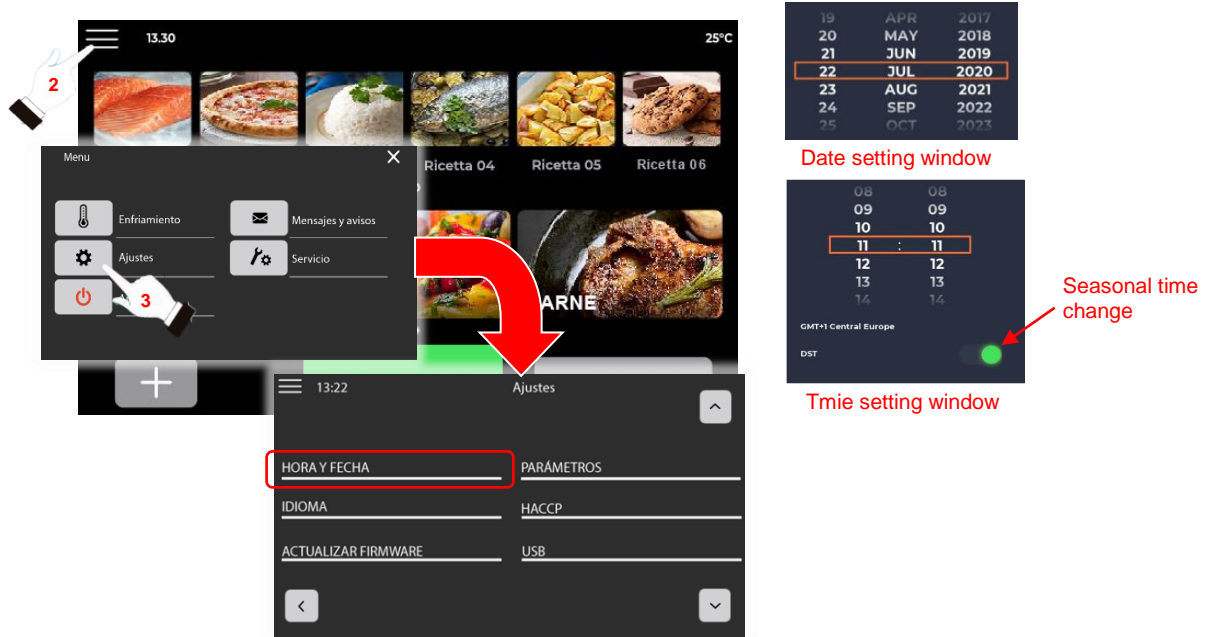 13.30
25°C
2
Ricetta 04
Ricetta 05
Ricetta 06
ARNE
Menu
X
Enfriamiento
Mensajes y avisos
Ajustes
Servicio
3
13:22
Ajustes
HORA Y FECHA
PARÁMETROS
IDIOMA
HACCP
ACTUALIZAR FIRMWARE
USB
19 APR 2017
20 MAY 2018
21 JUN 2019
22 JUL 2020
23 AUG 2021
24 SEP 2022
25 OCT 2023
Date setting window
08 08
09 09
10 10
11 : 11
12 12
13 13
14 14
GMT+1 Central Europe
DST
Seasonal time
change
Tmie setting window